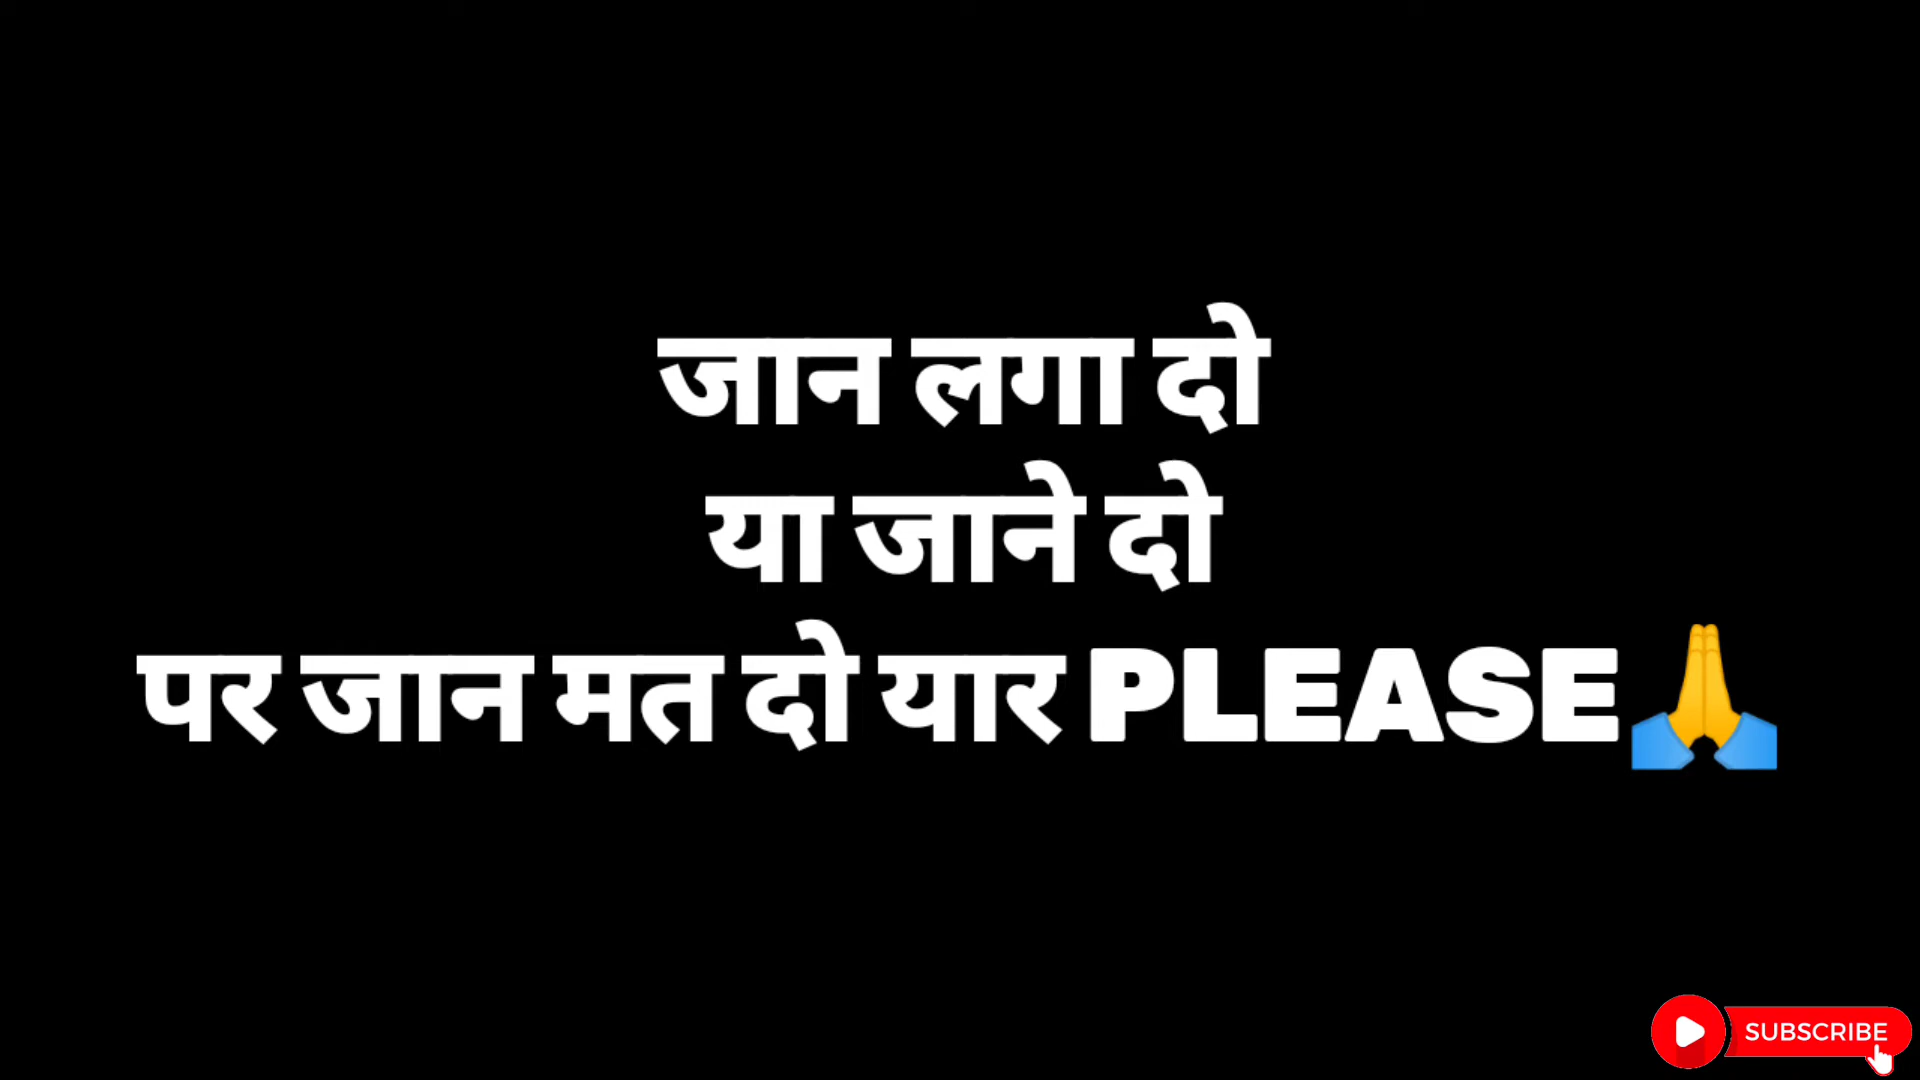 जान लगा दो
या जाने दो
पर जान मत दो यार PLEASE🙏
SUBSCRIBE